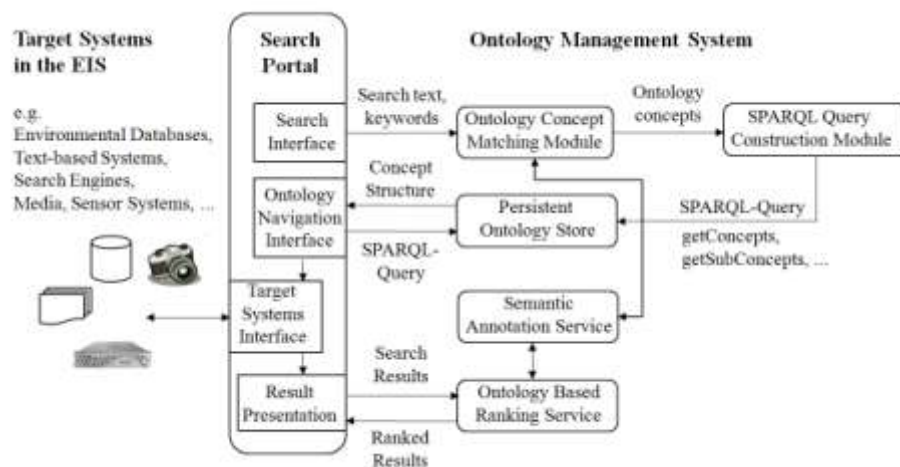 Target Systems
in the EIS
e.g.
Environmental Databases,
Text-based Systems,
Search Engines,
Media, Sensor Systems, ...
Search
Portal
Search
Interface
Ontology
Navigation
Interface
Target
Systems
Interface
Result
Presentation
Ontology Management System
Search text,
keywords
Ontology Concept
Matching Module
Ontology
concepts
SPARQL Query
Construction Module
Concept
Structure
Persistent
Ontology Store
SPARQL-Query
getConcepts,
getSubConcepts, ...
SPARQL-
Query
Semantic
Annotation Service
Search
Results
Ontology Based
Ranking Service
Ranked
Results